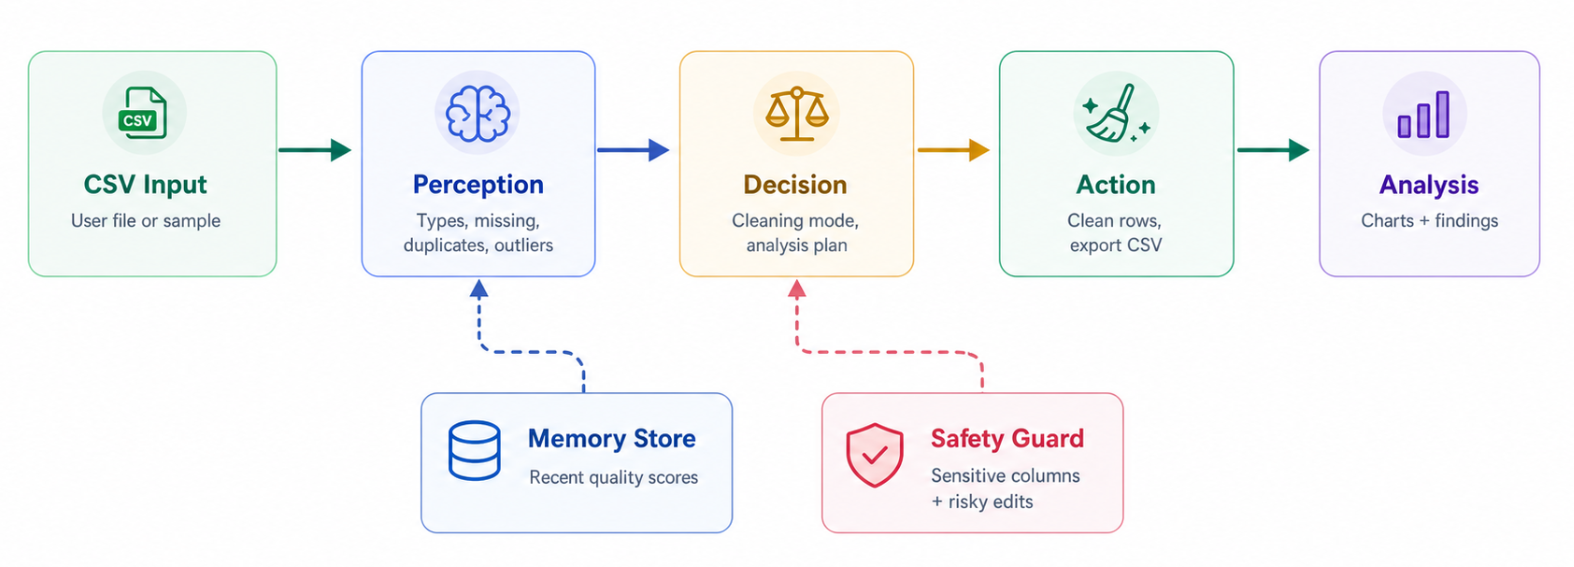 CSV
CSV Input
User file or sample
Perception
Types, missing,
duplicates, outliers
Decision
Cleaning mode,
analysis plan
Action
Clean rows,
export CSV
Analysis
Charts + findings
Memory Store
Recent quality scores
Safety Guard
Sensitive columns
+ risky edits